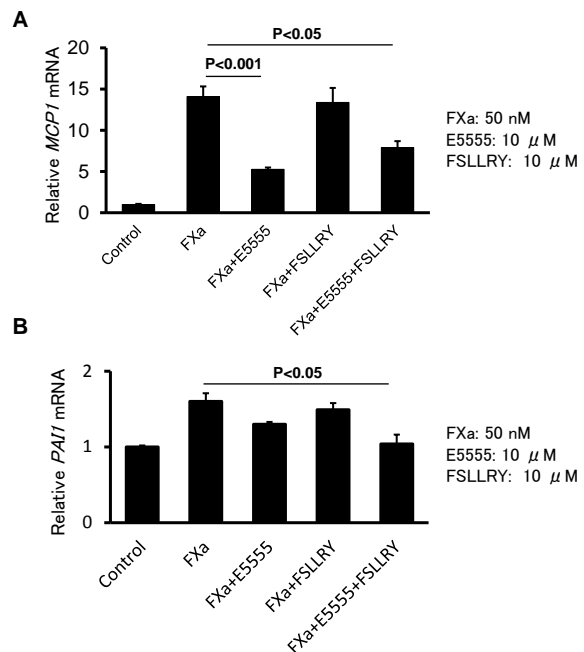 A
P<0.05
P<0.001
Relative MCP1 mRNA
20
15
10
5
0
Control
FXa
FXa+E5555
FXa+FSLLRY
FXa+E5555+FSLLRY
FXa: 50 nM
E5555: 10 μM
FSLLRY: 10 μM
B
P<0.05
Relative PAI1 mRNA
2
1
0
Control
FXa
FXa+E5555
FXa+FSLLRY
FXa+E5555+FSLLRY
FXa: 50 nM
E5555: 10 μM
FSLLRY: 10 μM